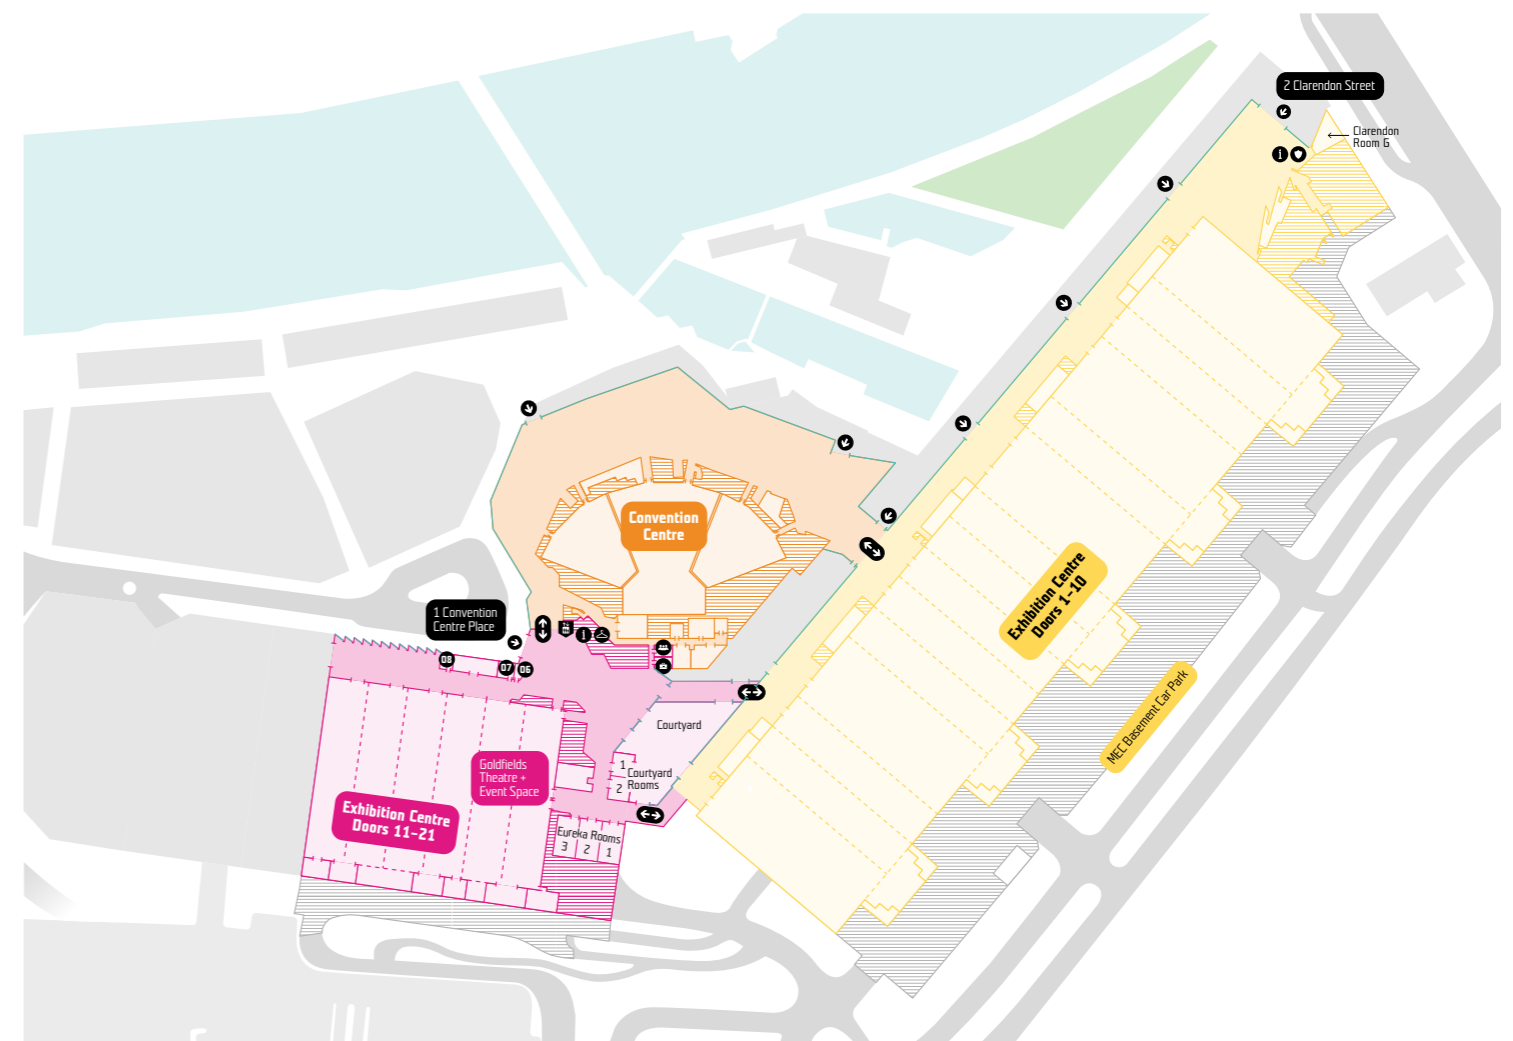 2 Clarendon Street
Clarendon
Room G
i
Convention
Centre
Exhibition Centre
Doors 1-10
1 Convention
Centre Place
i
08
07
06
Courtyard
MEC Basement Car Park
Goldfields
Theatre +
Event Space
1
Courtyard
Rooms
2
Exhibition Centre
Doors 11-21
Eureka Rooms
3
2
1